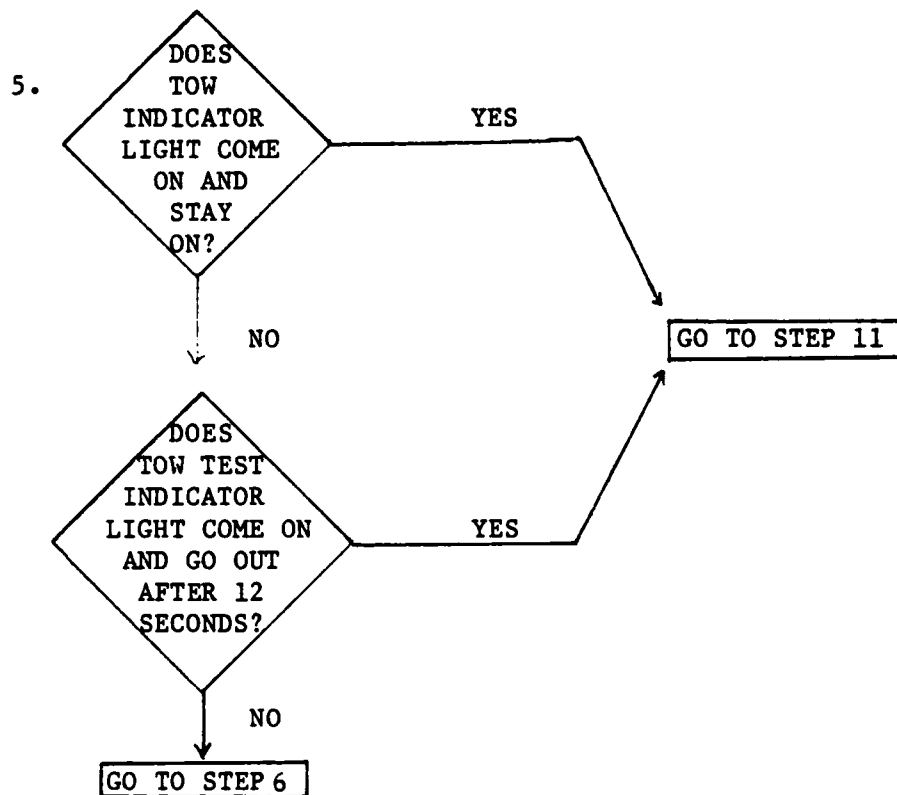 5.
DOES
TOW
INDICATOR
LIGHT COME
ON AND
STAY
ON?
YES
NO
GO TO STEP 11
DOES
TOW TEST
INDICATOR
LIGHT COME ON
AND GO OUT
AFTER 12
SECONDS?
YES
NO
GO TO STEP 6